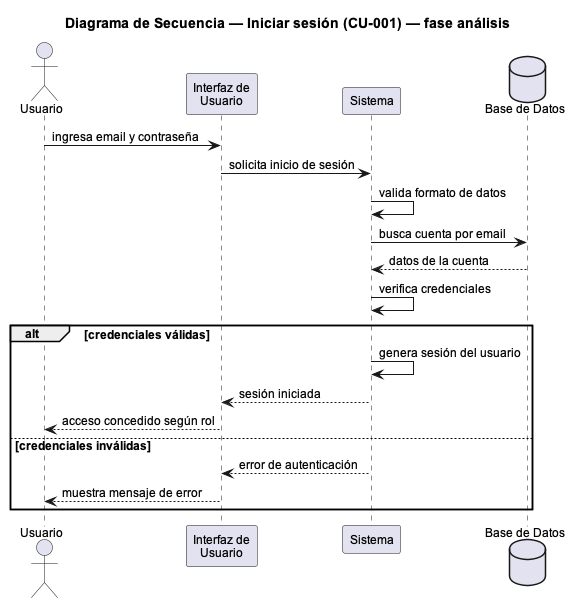 Diagrama de Secuencia — Iniciar sesión (CU-001) — fase análisis
Usuario
Interfaz de
Usuario
Sistema
Base de Datos
ingresa email y contraseña
solicita inicio de sesión
valida formato de datos
busca cuenta por email
datos de la cuenta
verifica credenciales
alt
[credenciales válidas]
genera sesión del usuario
sesión iniciada
acceso concedido según rol
[credenciales inválidas]
error de autenticación
muestra mensaje de error
Usuario
Interfaz de
Usuario
Sistema
Base de Datos